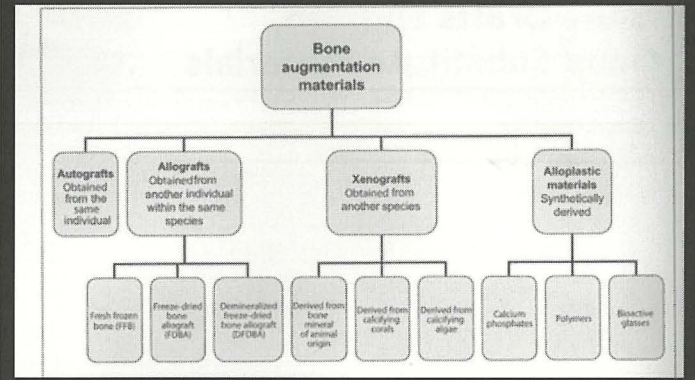 Bone
augmentation
materials
Autografts
Obtained
from the
same
individual
Allografts
Obtained from
another individual
within the same
species
Xenografts
Obtained from
another species
Alloplastic
materials
Synthetically
derived
Fresh frozen
bone (FFB)
Freeze-dried
bone
allograft
(FDBA)
Demineralized
freeze-dried
bone allograft
(DFDBA)
Derived from
bone
mineral
of animal
origin
Derived from
calcifying
corals
Derived from
calcifying
algae
Calcium
phosphates
Polymers
Bioactive
glasses